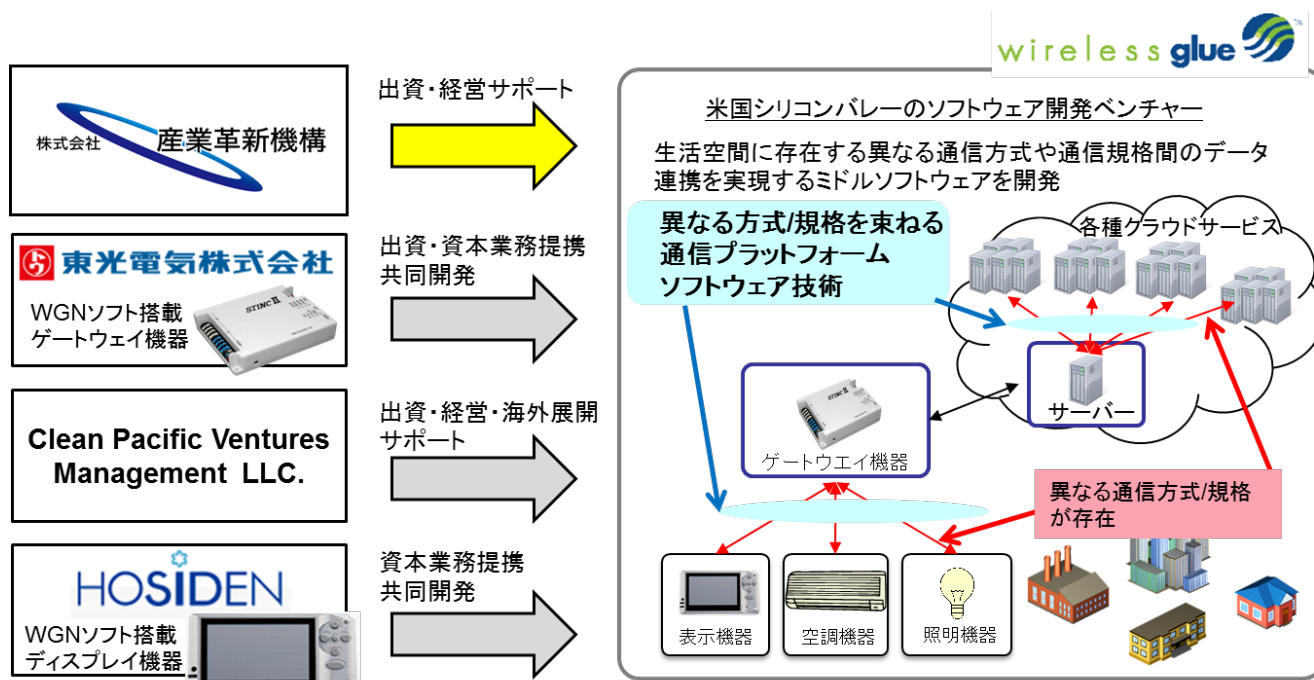 wireless glue
株式会社 産業革新機構
出資・経営サポート
東光電気株式会社
WGNソフト搭載
ゲートウェイ機器
STINC II
出資・資本業務提携
共同開発
Clean Pacific Ventures
Management LLC.
出資・経営・海外展開
サポート
HOSIDEN
WGNソフト搭載
ディスプレイ機器
資本業務提携
共同開発
米国シリコンバレーのソフトウェア開発ベンチャー
生活空間に存在する異なる通信方式や通信規格間のデータ
連携を実現するミドルソフトウェアを開発
異なる方式/規格を束ねる
通信プラットフォーム
ソフトウェア技術
各種クラウドサービス
サーバー
STINC II
ゲートウエイ機器
異なる通信方式/規格
が存在
表示機器
空調機器
照明機器